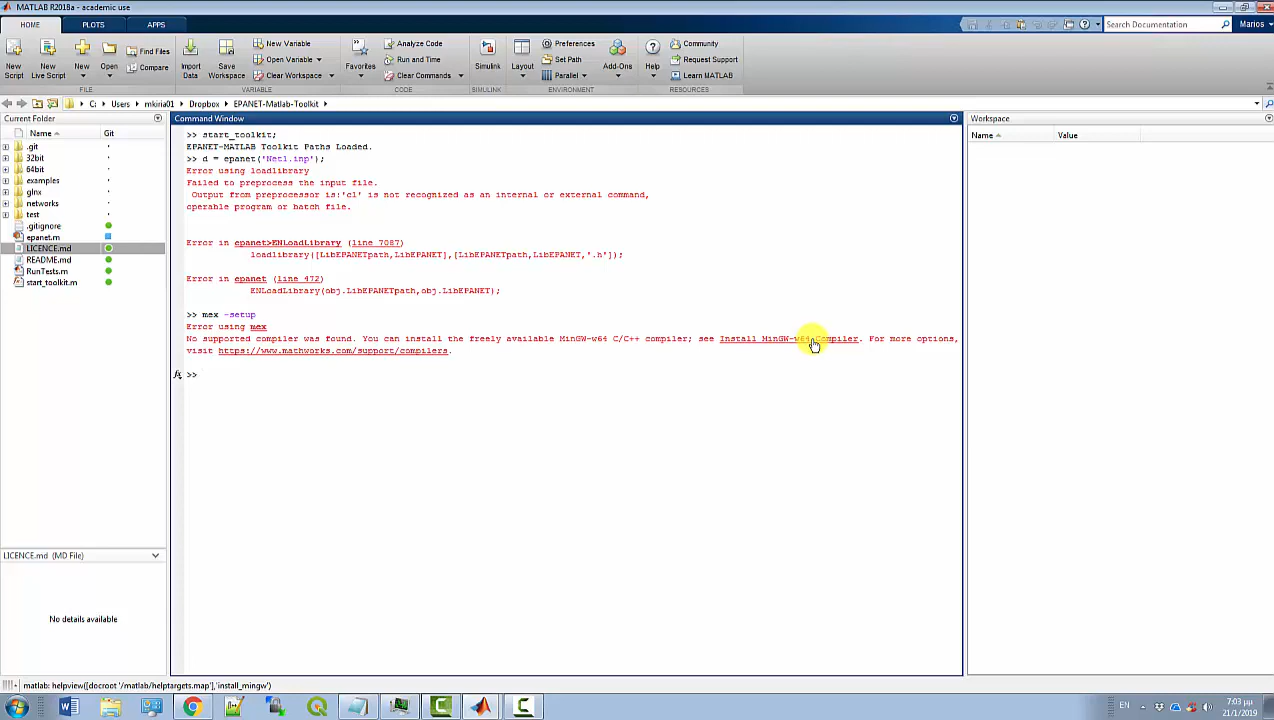 MATLAB R2018a - academic use
HOME PLOTS APPS
Search Documentation Marios
New Script
New Live Script
New
Open
Find Files
Compare
Import Data
Save Workspace
New Variable
Open Variable
Clear Workspace
Favorites
Analyze Code
Run and Time
Clear Commands
Simulink
Layout
Preferences
Set Path
Parallel
Add-Ons
Help
Community
Request Support
Learn MATLAB
FILE VARIABLE CODE SIMULINK ENVIRONMENT RESOURCES
C: Users mkiria01 Dropbox EPANET-Matlab-Toolkit
Current Folder
Name Git
.git
32bit
64bit
examples
glnx
networks
test
.gitignore
epanet.m
LICENCE.md
README.md
RunTests.m
start_toolkit.m
LICENCE.md (MD File)
No details available
Command Window
>> start_toolkit;
EPANET-MATLAB Toolkit Paths Loaded.
>> d = epanet('Net1.inp');
Error using loadlibrary
Failed to preprocess the input file.
Output from preprocessor is:'cl' is not recognized as an internal or external command,
operable program or batch file.
Error in epanet>ENLoadLibrary (line 7087)
loadlibrary([LibEPANETpath,LibEPANET],[LibEPANETpath,LibEPANET,'.h']);
Error in epanet (line 472)
ENLoadLibrary(obj.LibEPANETpath,obj.LibEPANET);
>> mex -setup
Error using mex
No supported compiler was found. You can install the freely available MinGW-w64 C/C++ compiler; see Install MinGW-w64 Compiler. For more options,
visit https://www.mathworks.com/support/compilers.
fx >>
Workspace
Name Value
matlab: helpview([docroot '/matlab/helptargets.map'],'install_mingw')
EN
7:03 μμ
21/1/2019